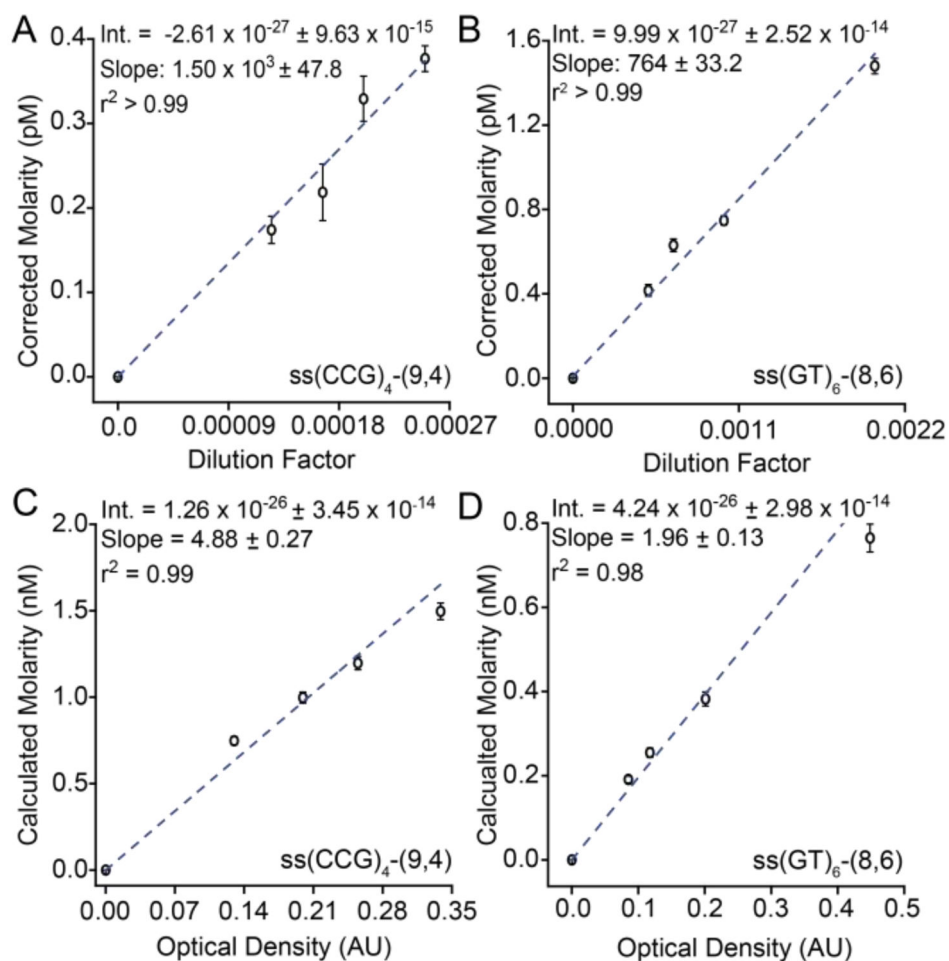 A
Int. = -2.61 x 10⁻²⁷ ± 9.63 x 10⁻¹⁵
Slope: 1.50 x 10³ ± 47.8
r² > 0.99
Corrected Molarity (pM)
0.4
0.3
0.2
0.1
0.0
ss(CCG)₄-(9,4)
0.0 0.00009 0.00018 0.00027
Dilution Factor
B
Int. = 9.99 x 10⁻²⁷ ± 2.52 x 10⁻¹⁴
Slope: 764 ± 33.2
r² > 0.99
Corrected Molarity (pM)
1.6
1.2
0.8
0.4
0.0
ss(GT)₆-(8,6)
0.0000 0.0011 0.0022
Dilution Factor
C
Int. = 1.26 x 10⁻²⁶ ± 3.45 x 10⁻¹⁴
Slope = 4.88 ± 0.27
r² = 0.99
Calculated Molarity (nM)
2.0
1.5
1.0
0.5
0.0
ss(CCG)₄-(9,4)
0.00 0.07 0.14 0.21 0.28 0.35
Optical Density (AU)
D
Int. = 4.24 x 10⁻²⁶ ± 2.98 x 10⁻¹⁴
Slope = 1.96 ± 0.13
r² = 0.98
Calcualted Molarity (nM)
0.8
0.6
0.4
0.2
0.0
ss(GT)₆-(8,6)
0.0 0.1 0.2 0.3 0.4 0.5
Optical Density (AU)